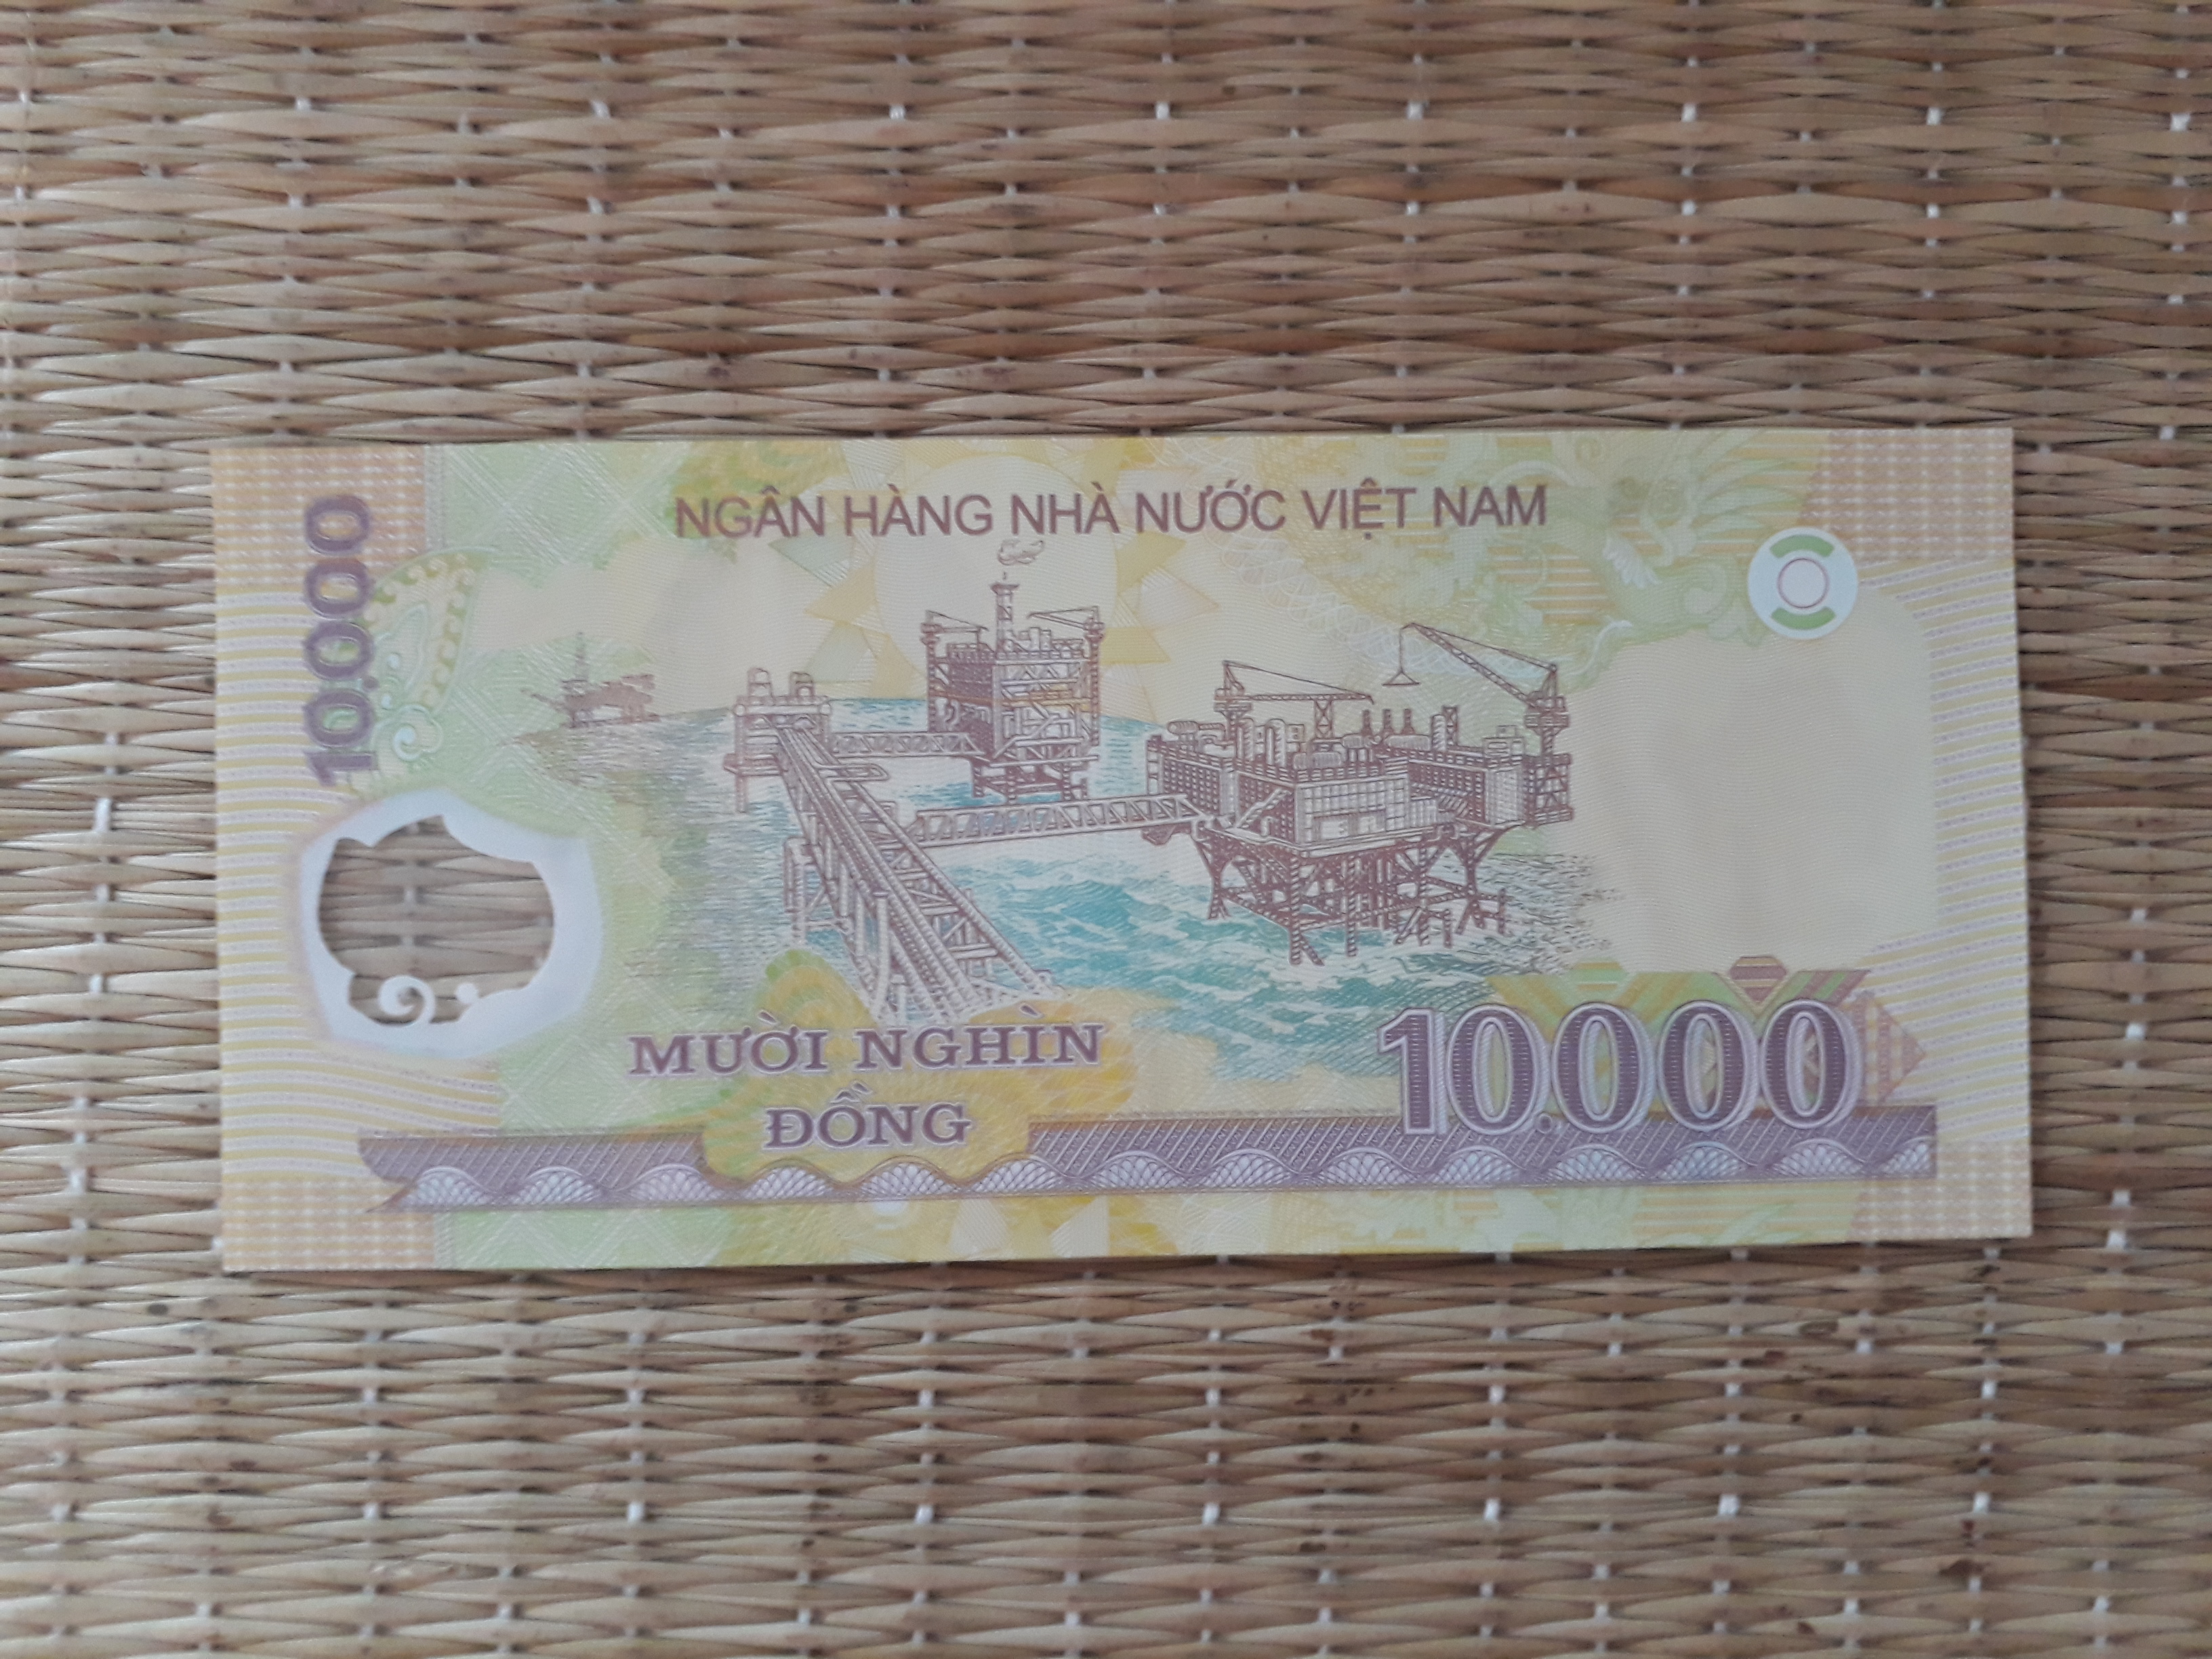 NGÂN HÀNG NHÀ NƯỚC VIỆT NAM
10.000
MƯỜI NGHÌN
ĐỒNG
10.000